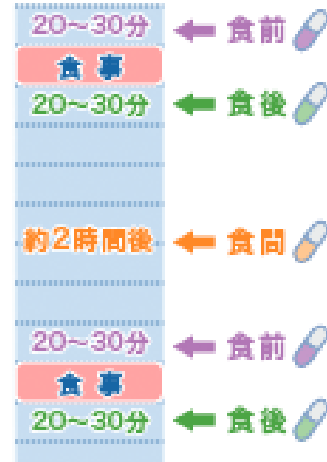 20〜30分 ← 食前
食事
20〜30分 ← 食後
約2時間後 ← 食間
20〜30分 ← 食前
食事
20〜30分 ← 食後